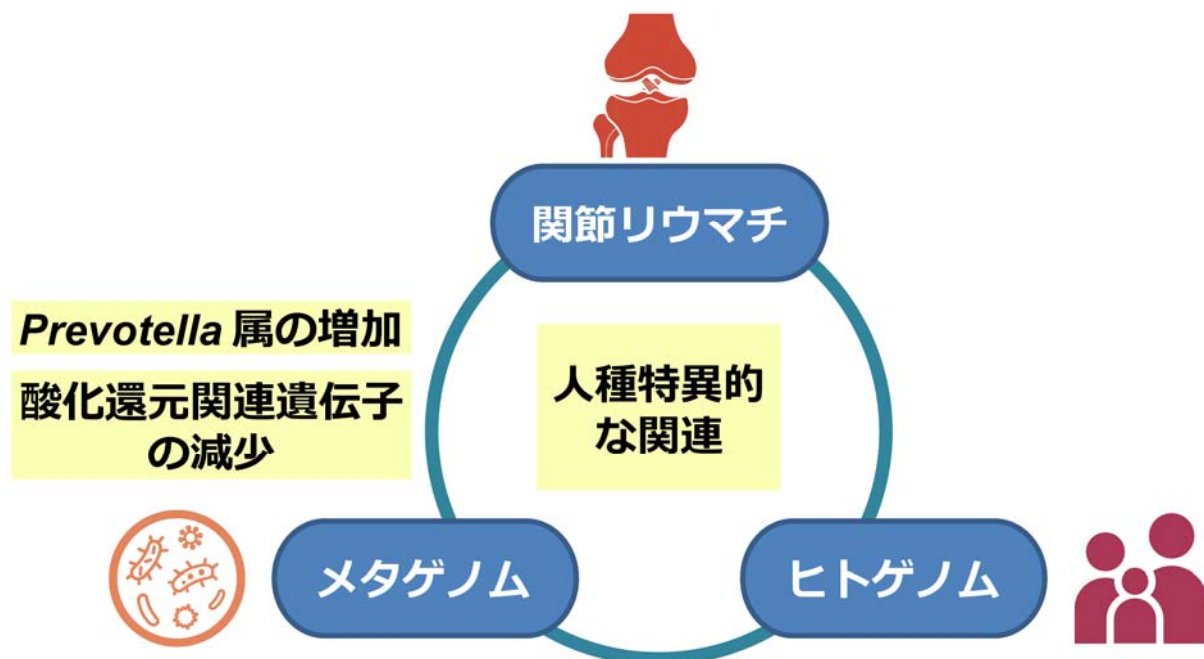 関節リウマチ
Prevotella 属の増加
酸化還元関連遺伝子
の減少
人種特異的
な関連
メタゲノム
ヒトゲノム